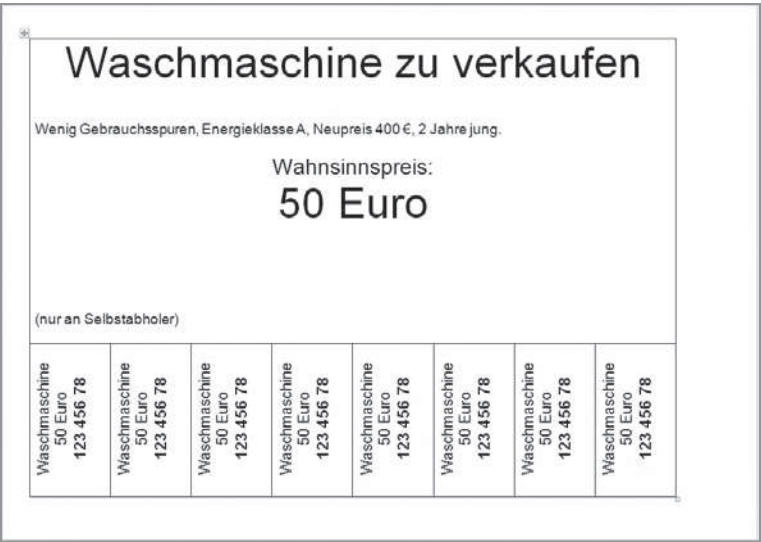 Waschmaschine zu verkaufen
Wenig Gebrauchsspuren, Energieklasse A, Neupreis 400 €, 2 Jahre jung.
Wahnsinnspreis:
50 Euro
(nur an Selbstabholer)
Waschmaschine
50 Euro
123 456 78
Waschmaschine
50 Euro
123 456 78
Waschmaschine
50 Euro
123 456 78
Waschmaschine
50 Euro
123 456 78
Waschmaschine
50 Euro
123 456 78
Waschmaschine
50 Euro
123 456 78
Waschmaschine
50 Euro
123 456 78
Waschmaschine
50 Euro
123 456 78